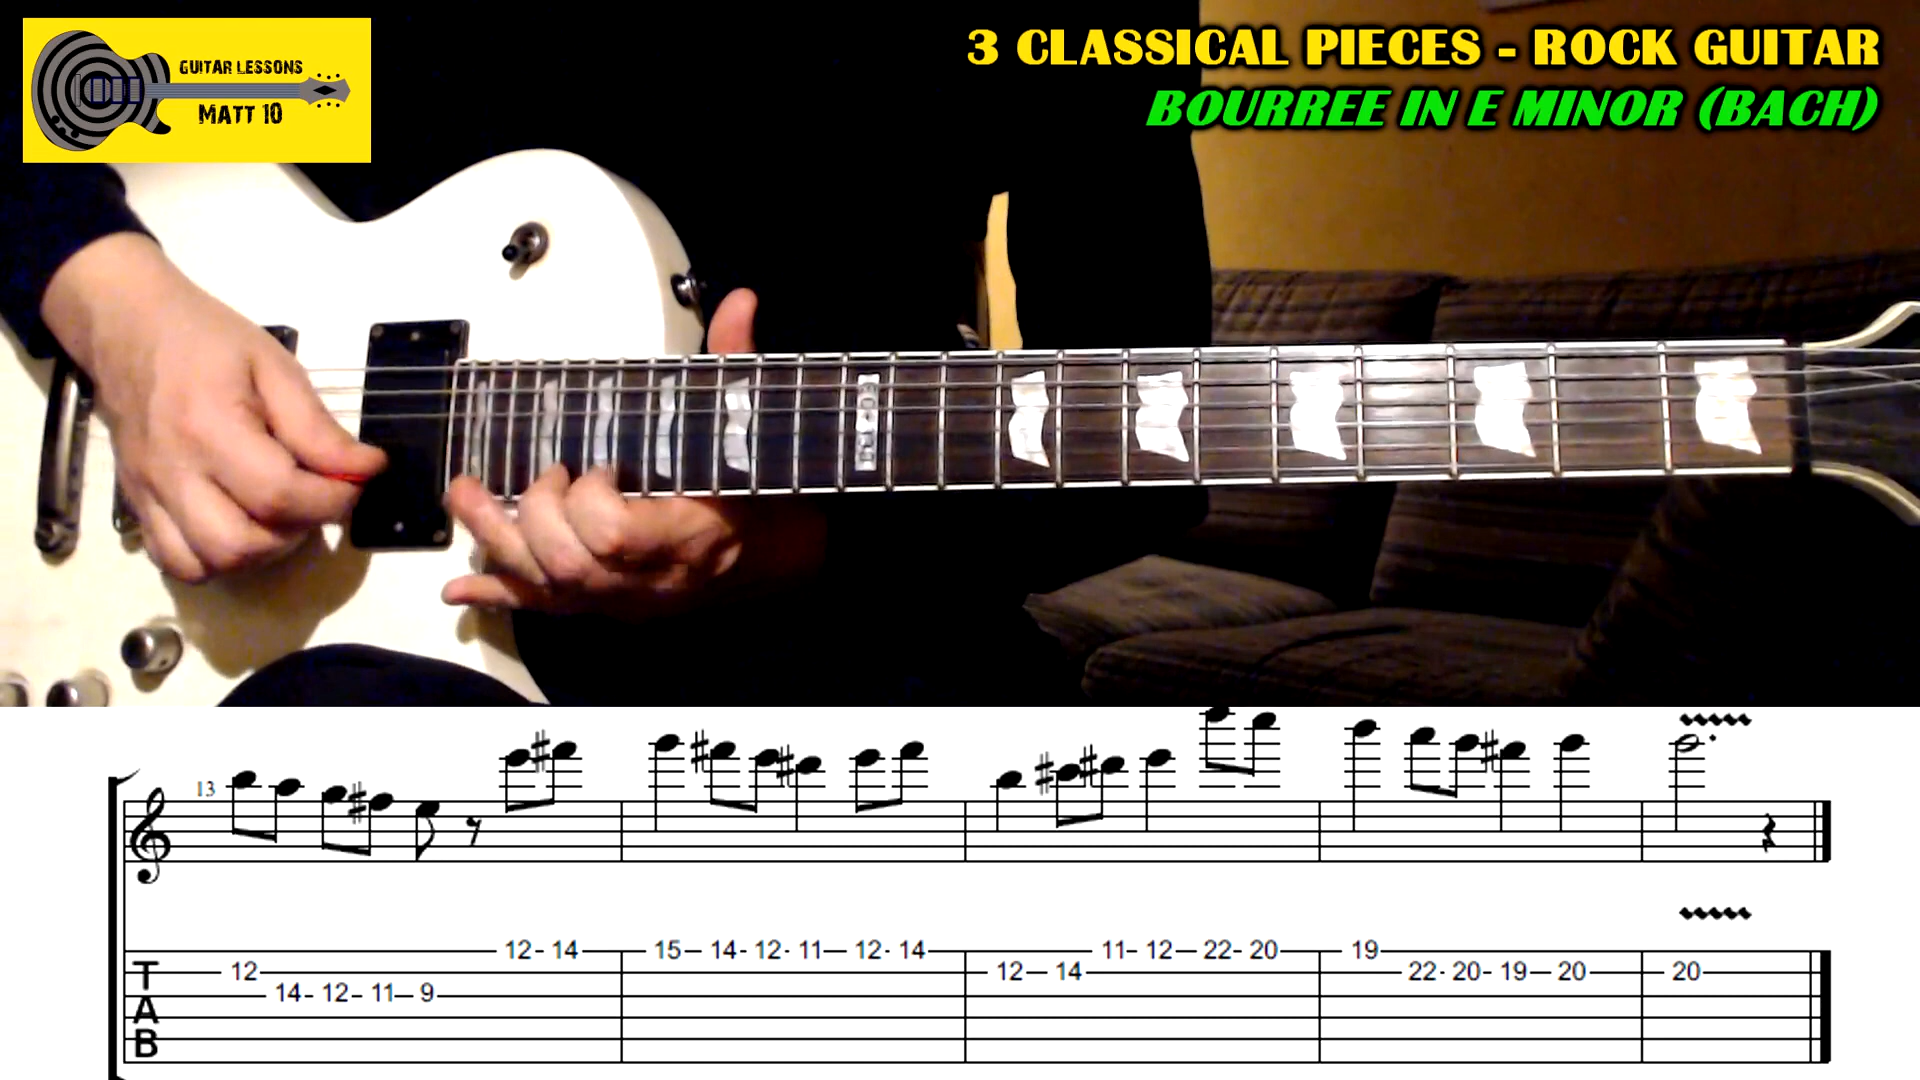 GUITAR LESSONS
MATT 10
3 CLASSICAL PIECES - ROCK GUITAR
BOURREE IN E MINOR (BACH)
13
12 14 15 14 12 11 12 14 11 12 22 20 19
12 12 14 22 20 19 20 20
14 12 11 9
T
A
B